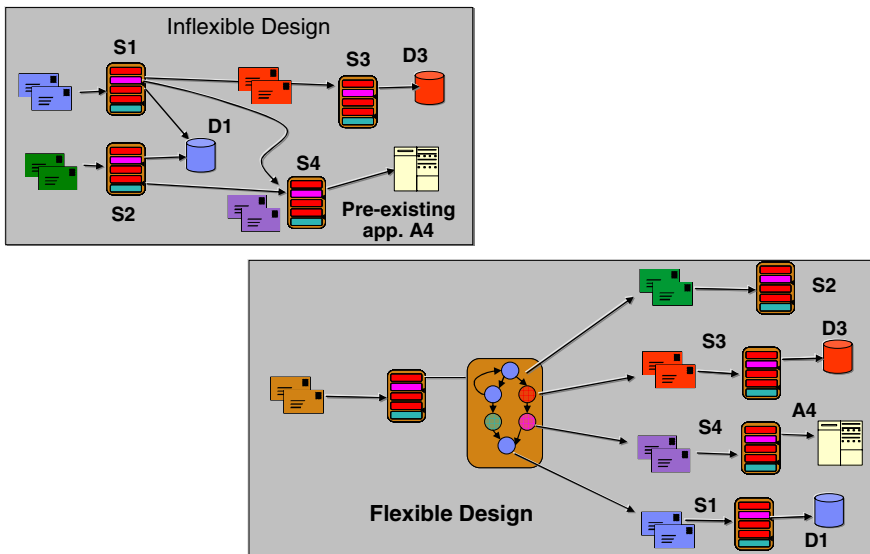 Inflexible Design
S1
S3
D3
D1
S4
S2
Pre-existing
app. A4
S2
D3
S3
A4
S4
S1
Flexible Design
D1